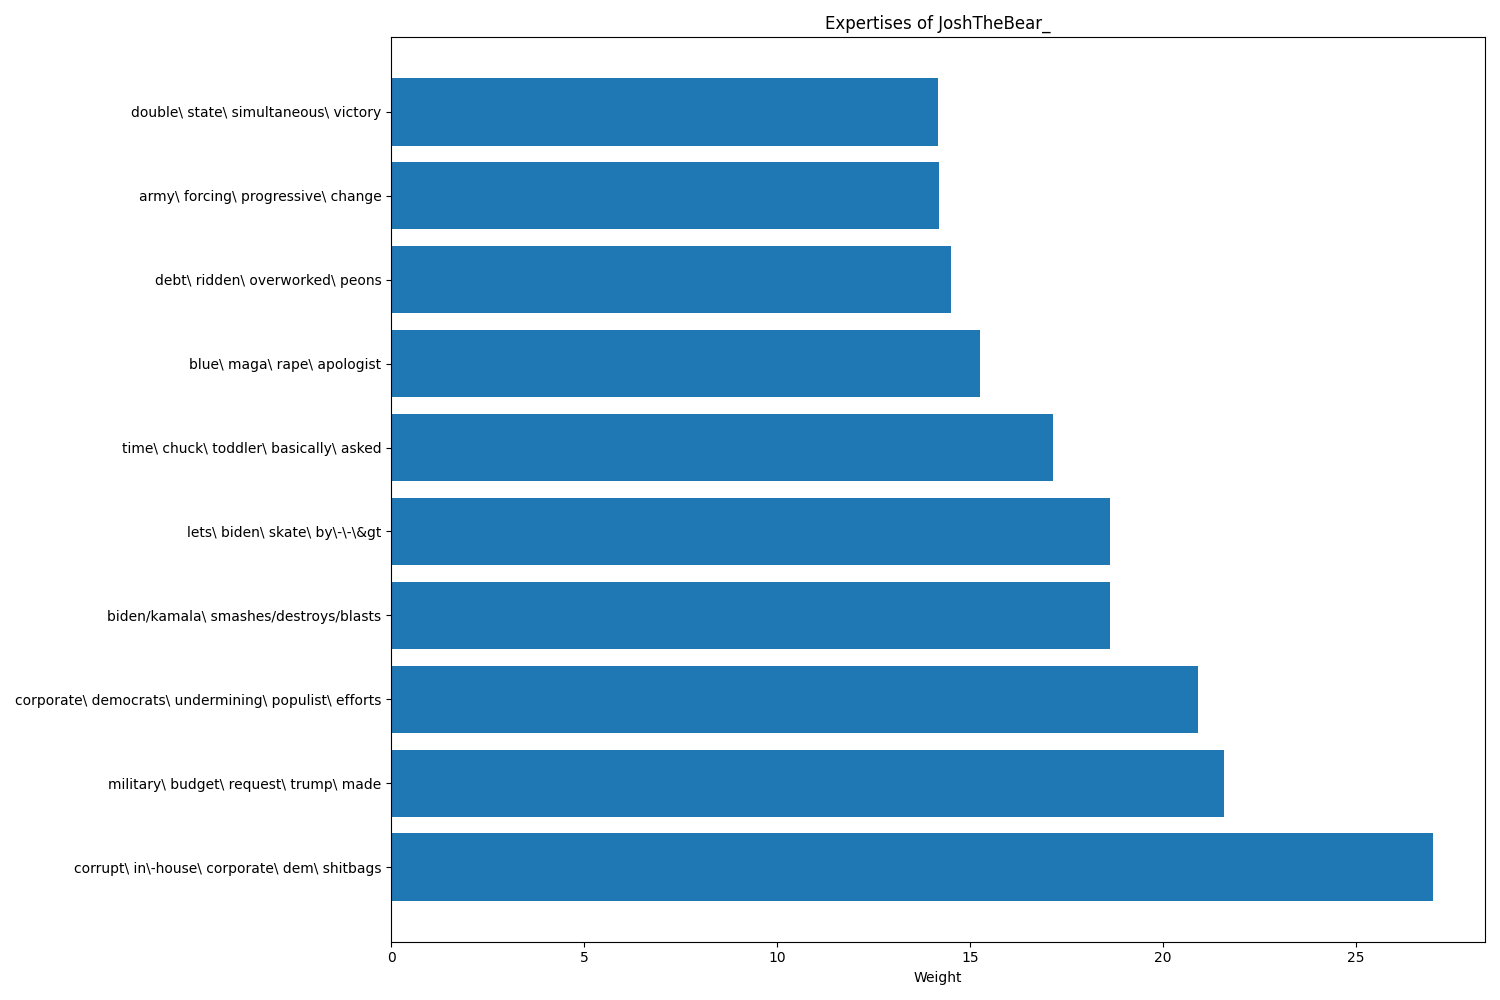 Expertises of JoshTheBear_
double\ state\ simultaneous\ victory
army\ forcing\ progressive\ change
debt\ ridden\ overworked\ peons
blue\ maga\ rape\ apologist
time\ chuck\ toddler\ basically\ asked
lets\ biden\ skate\ by\-\-\&gt
biden/kamala\ smashes/destroys/blasts
corporate\ democrats\ undermining\ populist\ efforts
military\ budget\ request\ trump\ made
corrupt\ in\-house\ corporate\ dem\ shitbags
0 5 10 15 20 25
Weight